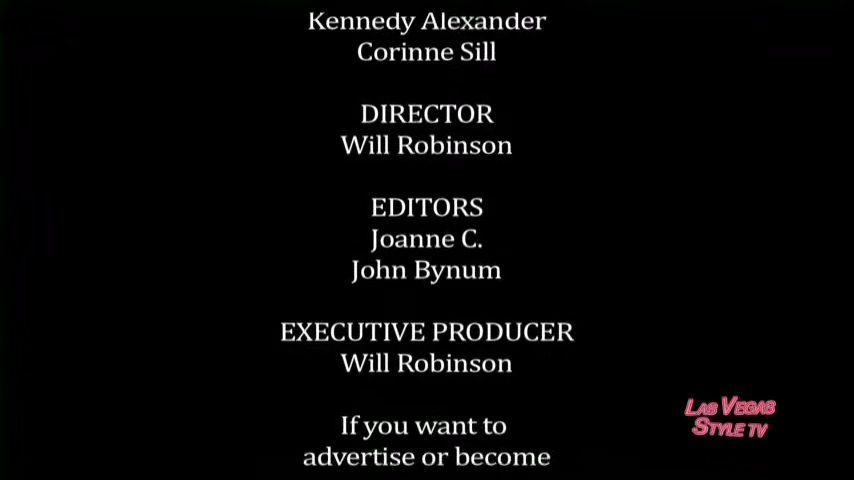 Kennedy Alexander
Corinne Sill
DIRECTOR
Will Robinson
EDITORS
Joanne C.
John Bynum
EXECUTIVE PRODUCER
Will Robinson
If you want to
advertise or become
LAS VEGAS
STYLE TV